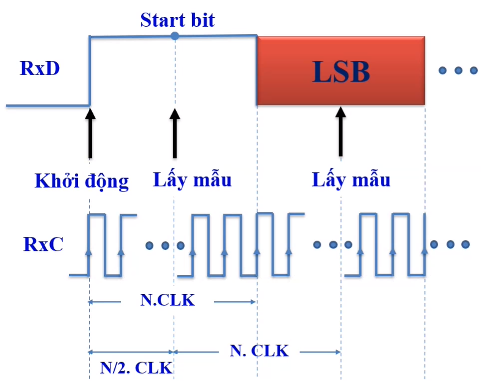 Start bit
RxD
LSB
Khởi động
Lấy mẫu
Lấy mẫu
RxC
N.CLK
N. CLK
N/2. CLK